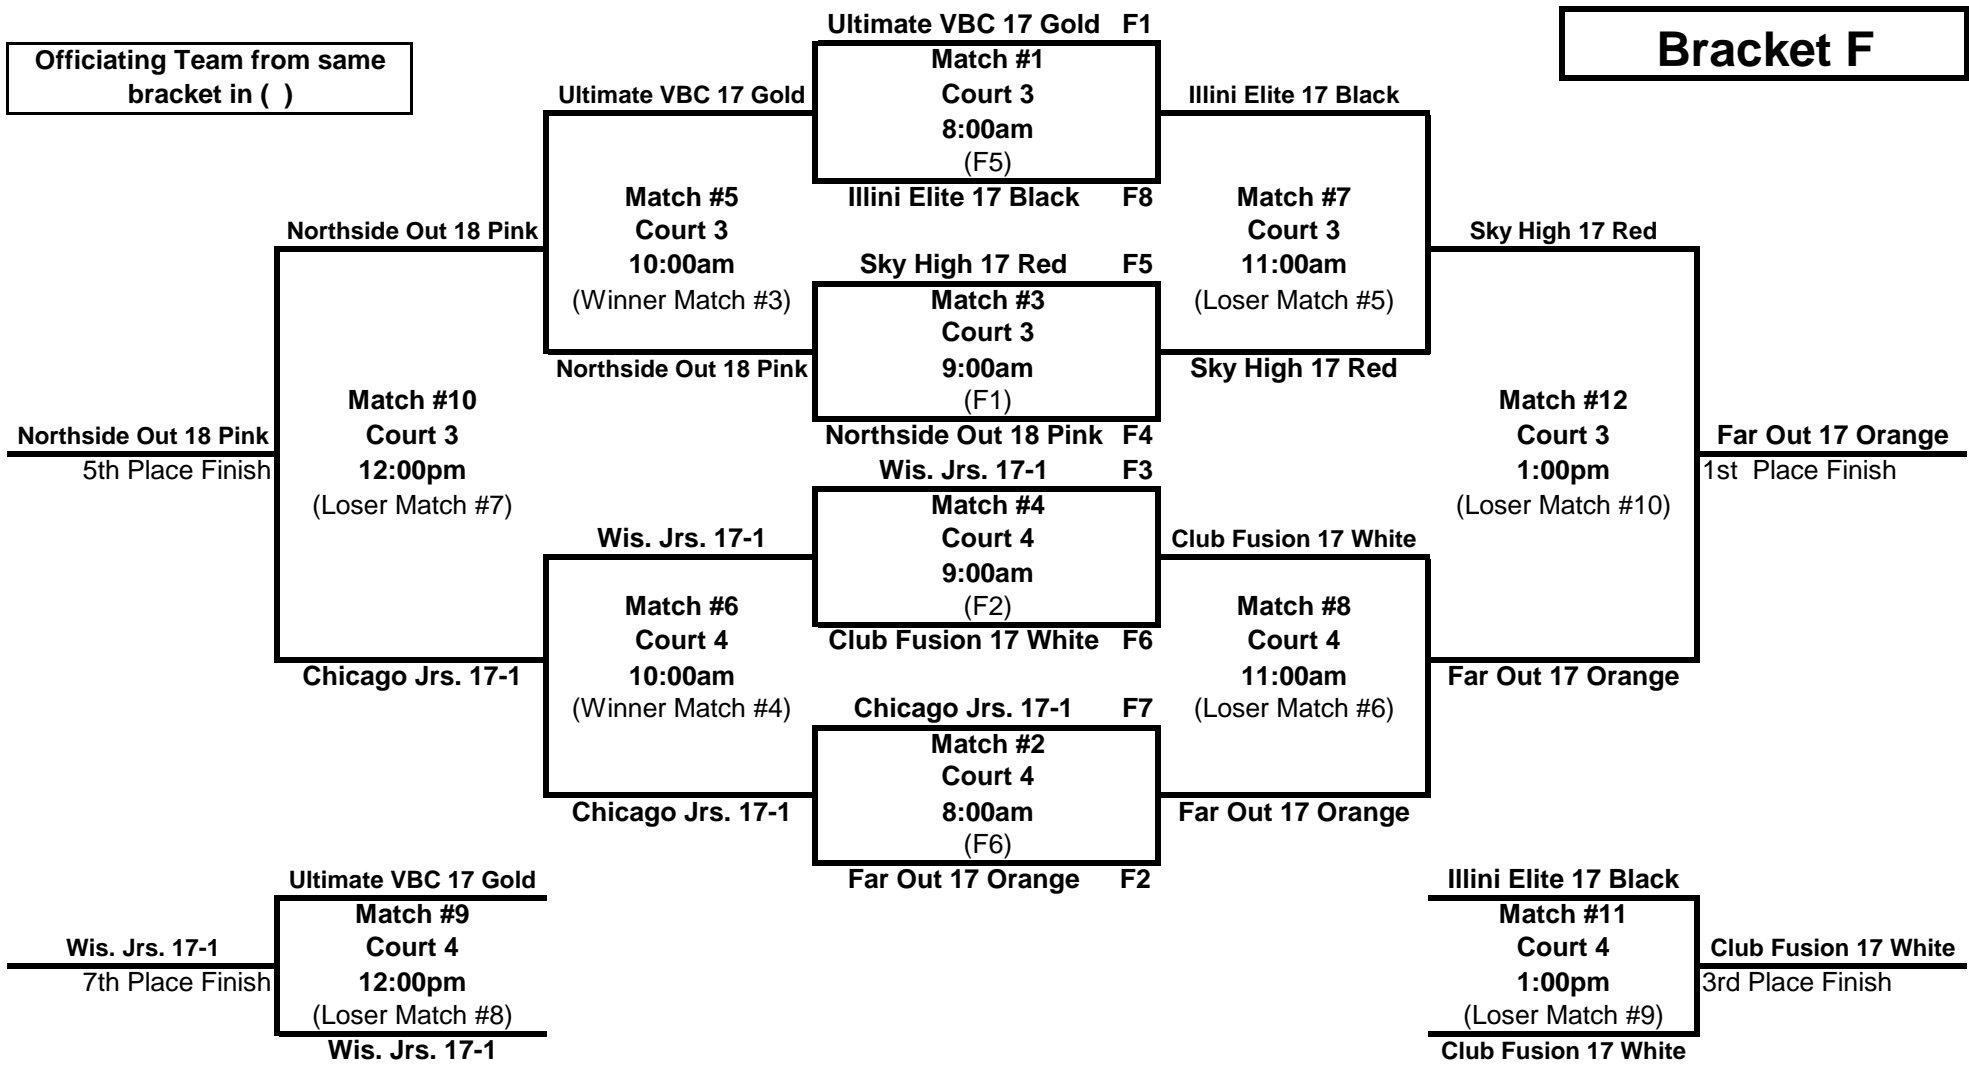 Ultimate VBC 17 Gold F1
Bracket F
Officiating Team from same
bracket in ( )
Match #1
Court 3
8:00am
(F5)
Ultimate VBC 17 Gold
Illini Elite 17 Black
Illini Elite 17 Black F8
Match #5
Court 3
10:00am
(Winner Match #3)
Match #7
Court 3
11:00am
(Loser Match #5)
Northside Out 18 Pink
Sky High 17 Red
Sky High 17 Red F5
Match #3
Court 3
9:00am
(F1)
Northside Out 18 Pink
Sky High 17 Red
Northside Out 18 Pink F4
Match #10
Court 3
12:00pm
(Loser Match #7)
Match #12
Court 3
1:00pm
(Loser Match #10)
Northside Out 18 Pink
5th Place Finish
Far Out 17 Orange
1st Place Finish
Wis. Jrs. 17-1 F3
Match #4
Court 4
9:00am
(F2)
Wis. Jrs. 17-1
Club Fusion 17 White
Club Fusion 17 White F6
Match #6
Court 4
10:00am
(Winner Match #4)
Match #8
Court 4
11:00am
(Loser Match #6)
Chicago Jrs. 17-1
Far Out 17 Orange
Chicago Jrs. 17-1 F7
Match #2
Court 4
8:00am
(F6)
Chicago Jrs. 17-1
Far Out 17 Orange
Far Out 17 Orange F2
Ultimate VBC 17 Gold
Match #9
Court 4
12:00pm
(Loser Match #8)
Wis. Jrs. 17-1
Wis. Jrs. 17-1
7th Place Finish
Illini Elite 17 Black
Match #11
Court 4
1:00pm
(Loser Match #9)
Club Fusion 17 White
Club Fusion 17 White
3rd Place Finish